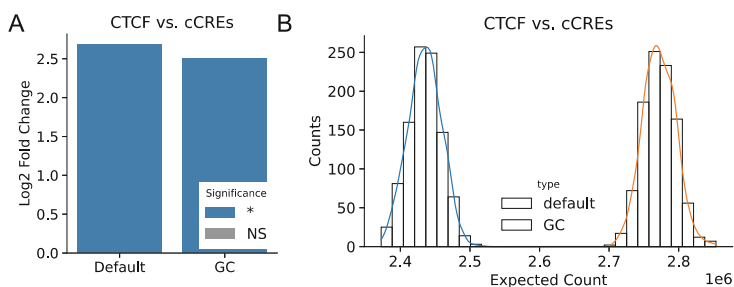 A
CTCF vs. cCREs
Log2 Fold Change
2.5
2.0
1.5
1.0
0.5
0.0
Significance
*
NS
Default
GC
B
CTCF vs. cCREs
Counts
250
200
150
100
50
0
type
default
GC
2.4
2.5
2.6
2.7
2.8
1e6
Expected Count